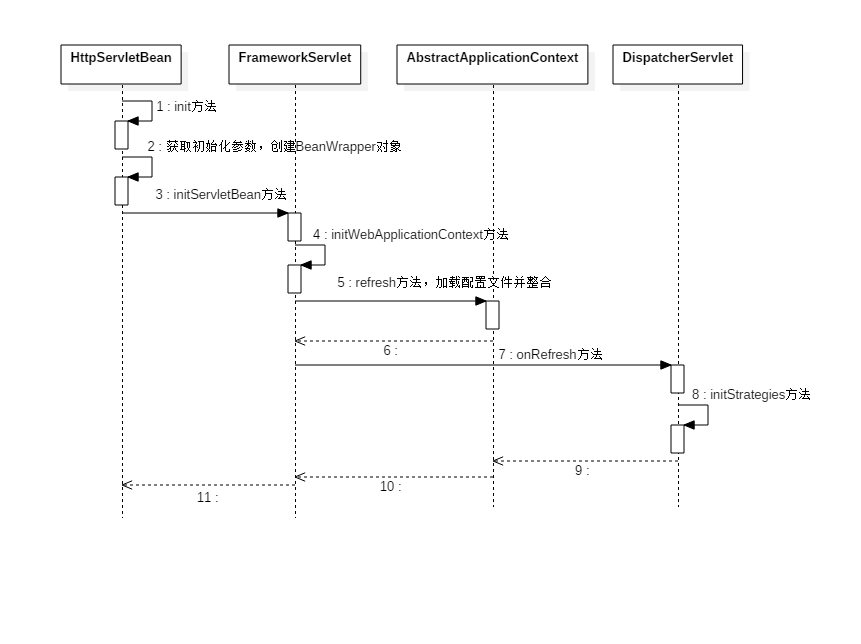 HttpServletBean
FrameworkServlet
AbstractApplicationContext
DispatcherServlet
1 : init方法
2 : 获取初始化参数，创建BeanWrapper对象
3 : initServletBean方法
4 : initWebApplicationContext方法
5 : refresh方法，加载配置文件并整合
6 :
7 : onRefresh方法
8 : initStrategies方法
9 :
10 :
11 :